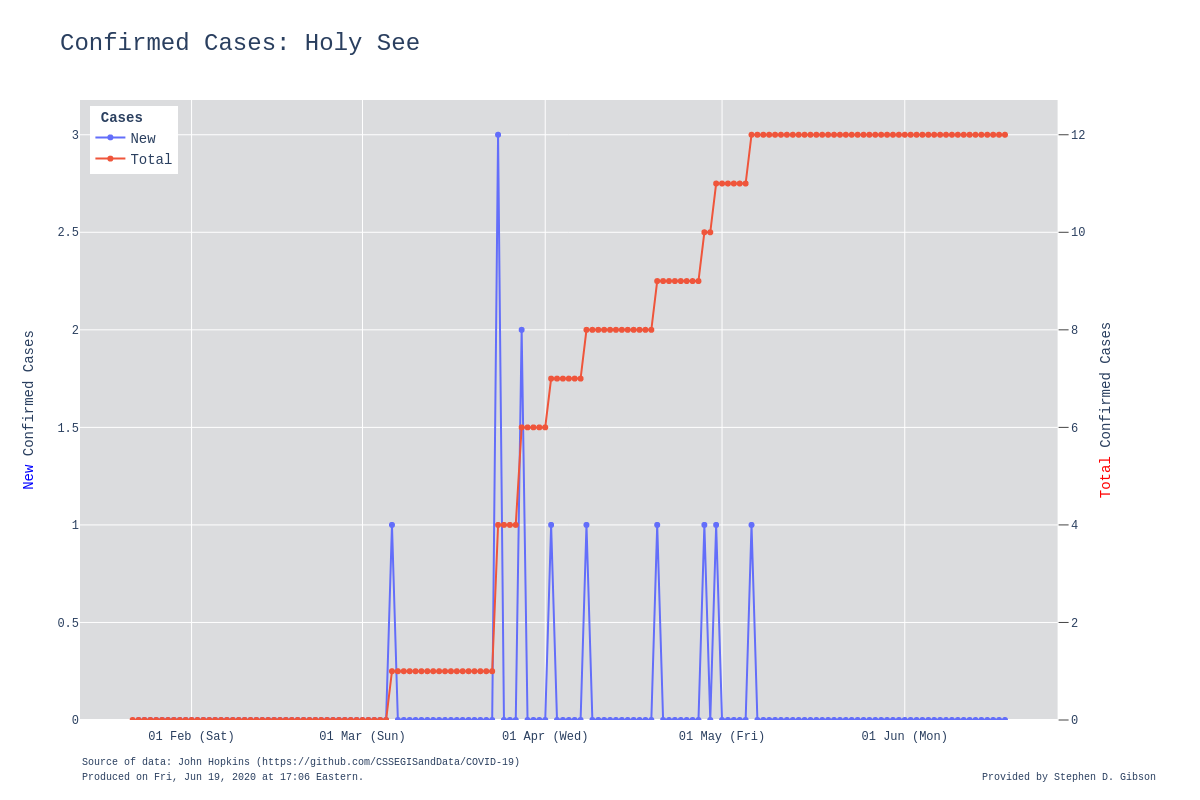 Confirmed Cases: Holy See
Cases
New
Total
3
2.5
2
1.5
1
0.5
0
12
10
8
6
4
2
0
New Confirmed Cases
Total Confirmed Cases
01 Feb (Sat)
01 Mar (Sun)
01 Apr (Wed)
01 May (Fri)
01 Jun (Mon)
Source of data: John Hopkins (https://github.com/CSSEGISandData/COVID-19)
Produced on Fri, Jun 19, 2020 at 17:06 Eastern.
Provided by Stephen D. Gibson